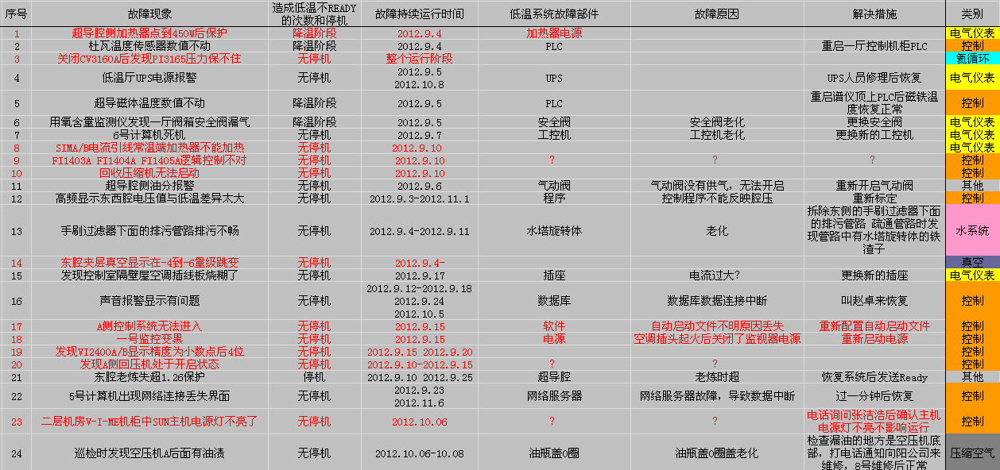 序号 故障现象 造成低温不READY的次数和停机 故障持续运行时间 低温系统故障部件 故障原因 解决措施 类别
1 超导腔侧加热器点到450W后保护 降温阶段 2012.9.4 加热器电源 电气仪表
2 杜瓦温度传感器数值不动 降温阶段 2012.9.4 PLC 重启一厅控制机柜PLC 控制
3 关闭CV3160A后发现PI3165压力保不住 无停机 整个运行阶段 氦循环
4 低温厅UPS电源报警 无停机 2012.9.5 2012.10.8 UPS UPS人员修理后恢复 电气仪表
5 超导磁体温度数值不动 降温阶段 2012.9.5 PLC 重启谱仪顶上PLC后磁铁温度恢复正常 控制
6 用氧含量监测仪发现一厅阀箱安全阀漏气 降温阶段 2012.9.5 安全阀 安全阀老化 更换安全阀 电气仪表
7 6号计算机死机 无停机 2012.9.7 工控机 工控机老化 更换新的工控机 电气仪表
8 SIMA/B电流引线常温端加热器不能加热 无停机 2012.9.10 电气仪表
9 FI1403A FI1404A FI1405A逻辑控制不对 无停机 2012.9.10 ? ? ? 控制
10 回收压缩机无法启动 无停机 2012.9.10 控制
11 超导腔侧油分报警 无停机 2012.9.6 气动阀 气动阀没有供气，无法开启 重新开启气动阀 其他
12 高频显示东西腔电压值与低温差异太大 无停机 2012.9.3-2012.11.1 程序 控制程序不能反映腔压 重新标定 控制
13 手刷过滤器下面的排污管路排污不畅 无停机 2012.9.4-2012.9.11 水塔旋转体 老化 拆除东侧的手刷过滤器下面的排污管路 疏通管路时发现管路中有水塔旋转体的铁渣子 水系统
14 东腔夹层真空显示在-4到-6量级跳变 无停机 2012.9.4- 真空
15 发现控制室隔壁屋空调插线板烧糊了 无停机 2012.9.17 插座 电流过大? 更换新的插座 电气仪表
16 声音报警显示有问题 无停机 2012.9.12-2012.9.18 2012.9.24 2012.10.5 数据库 数据库数据连接中断 叫赵卓来恢复 控制
17 A侧控制系统无法进入 无停机 2012.9.15 软件 自动启动文件不明原因丢失 重新配置自动启动文件 控制
18 一号监控变黑 无停机 2012.9.15 电源 空调插头起火后关闭了监视器电源 重新启动电源 控制
19 发现VI2400A/B显示精度为小数点后4位 无停机 2012.9.15 2012.9.20 控制
20 发现A侧回压机处于开启状态 无停机 2012.9.10-2012.9.15 ? ? 控制
21 东腔老炼失超1.26保护 停机 2012.9.10 2012.9.25 超导腔 老炼时超 恢复系统后发送Ready 其他
22 5号计算机出现网络连接丢失界面 无停机 2012.9.23 2012.11.6 网络服务器 网络服务器故障，导致数据中断 过一分钟后恢复 控制
23 二层机房V-I-ME机柜中SUN主机电源灯不亮了 无停机 2012.10.06 ? ? 电话询问张洁浩后确认主机电源灯不亮不影响运行 控制
24 巡检时发现空压机A后面有油渍 无停机 2012.10.06-10.08 油瓶盖O圈 油瓶盖O圈盖老化 检查漏油的地方是空压机底部，打电话通知向阳公司来维修，8号维修后正常 压缩空气